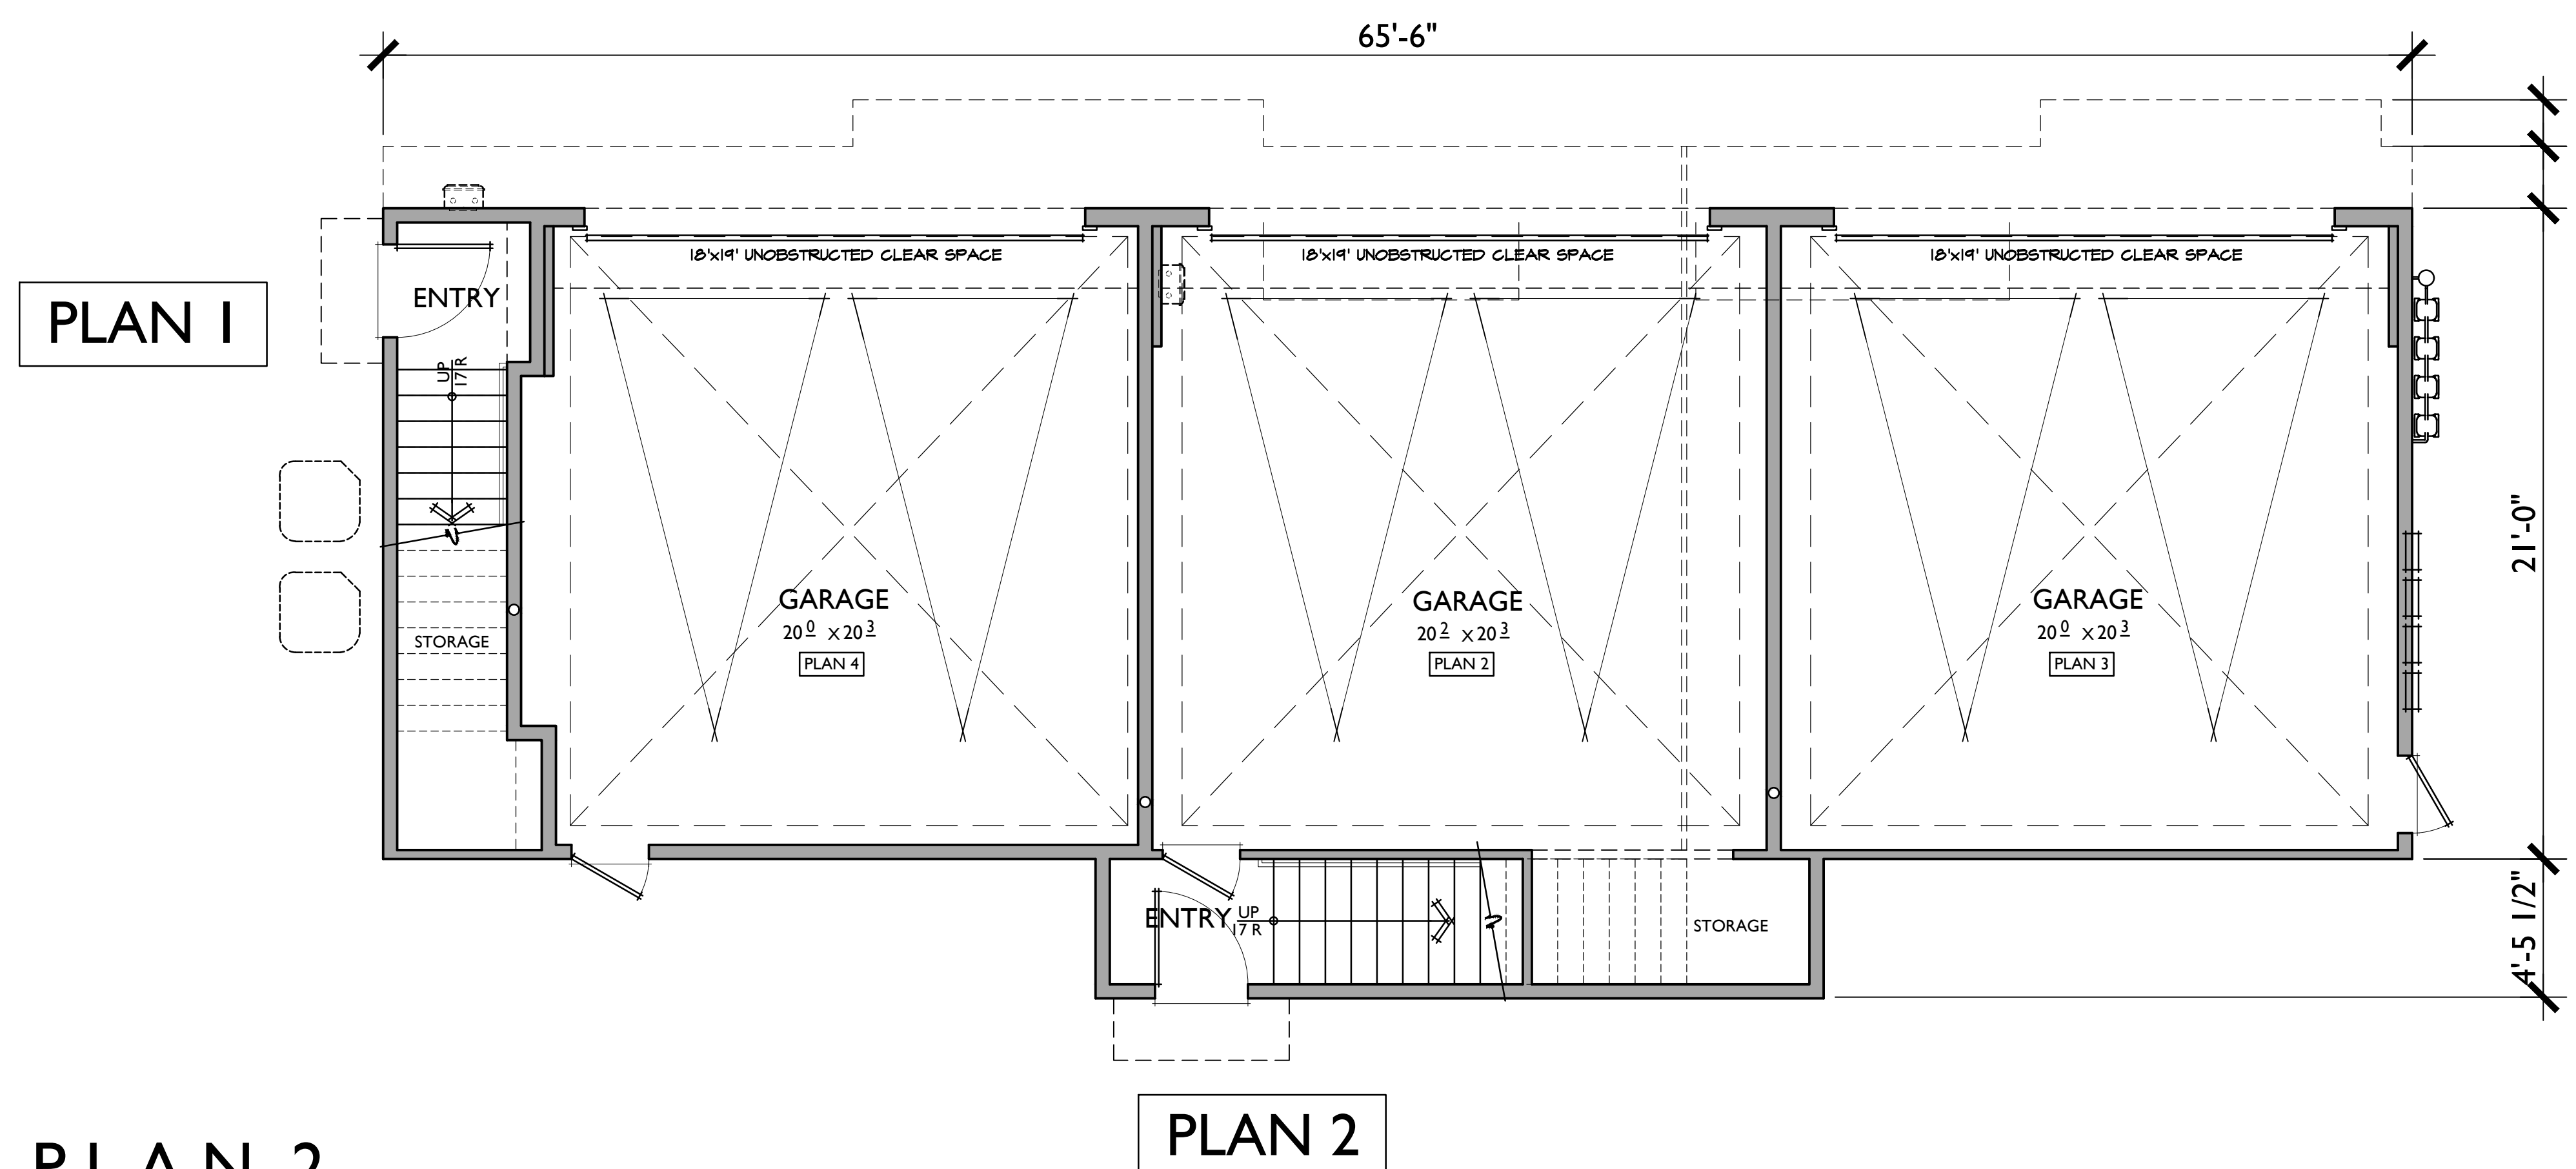 65'-6"
18'x19' UNOBSTRUCTED CLEAR SPACE
18'x19' UNOBSTRUCTED CLEAR SPACE
18'x19' UNOBSTRUCTED CLEAR SPACE
ENTRY
PLAN 1
UP
17 R
21'-0"
GARAGE
20 0 X 20 3
PLAN 4
GARAGE
20 2 X 20 3
PLAN 2
GARAGE
20 0 X 20 3
PLAN 3
STORAGE
ENTRY
UP
17 R
STORAGE
4'-5 1/2"
PLAN 2